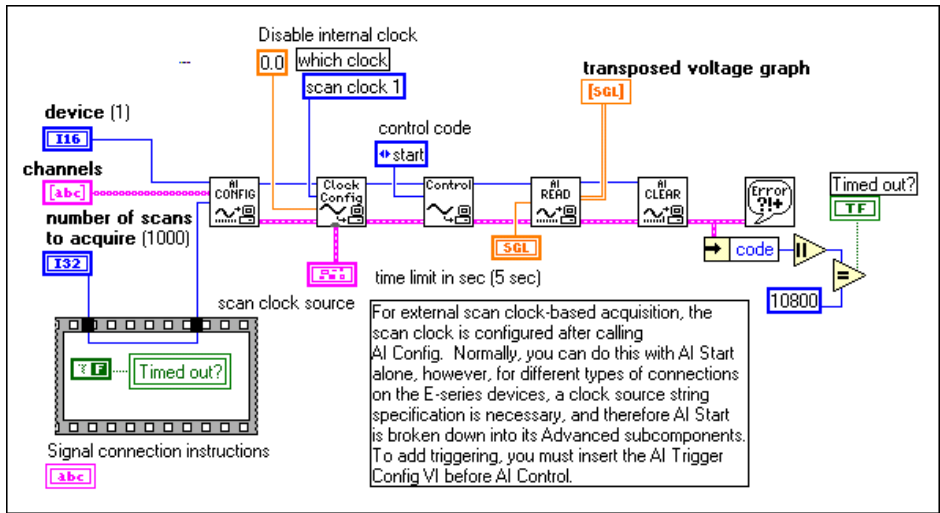 Disable internal clock
0.0
which clock
scan clock 1
transposed voltage graph
[SGL]
device (1)
I16
control code
start
channels
[abc]
AI CONFIG
Clock Config
Control
AI READ
AI CLEAR
Error ?!+
Timed out?
TF
number of scans
to acquire (1000)
I32
SGL
code
=
10800
scan clock source
time limit in sec (5 sec)
F
Timed out?
For external scan clock-based acquisition, the
scan clock is configured after calling
AI Config. Normally, you can do this with AI Start
alone, however, for different types of connections
on the E-series devices, a clock source string
specification is necessary, and therefore AI Start
is broken down into its Advanced subcomponents.
To add triggering, you must insert the AI Trigger
Config VI before AI Control.
Signal connection instructions
abc